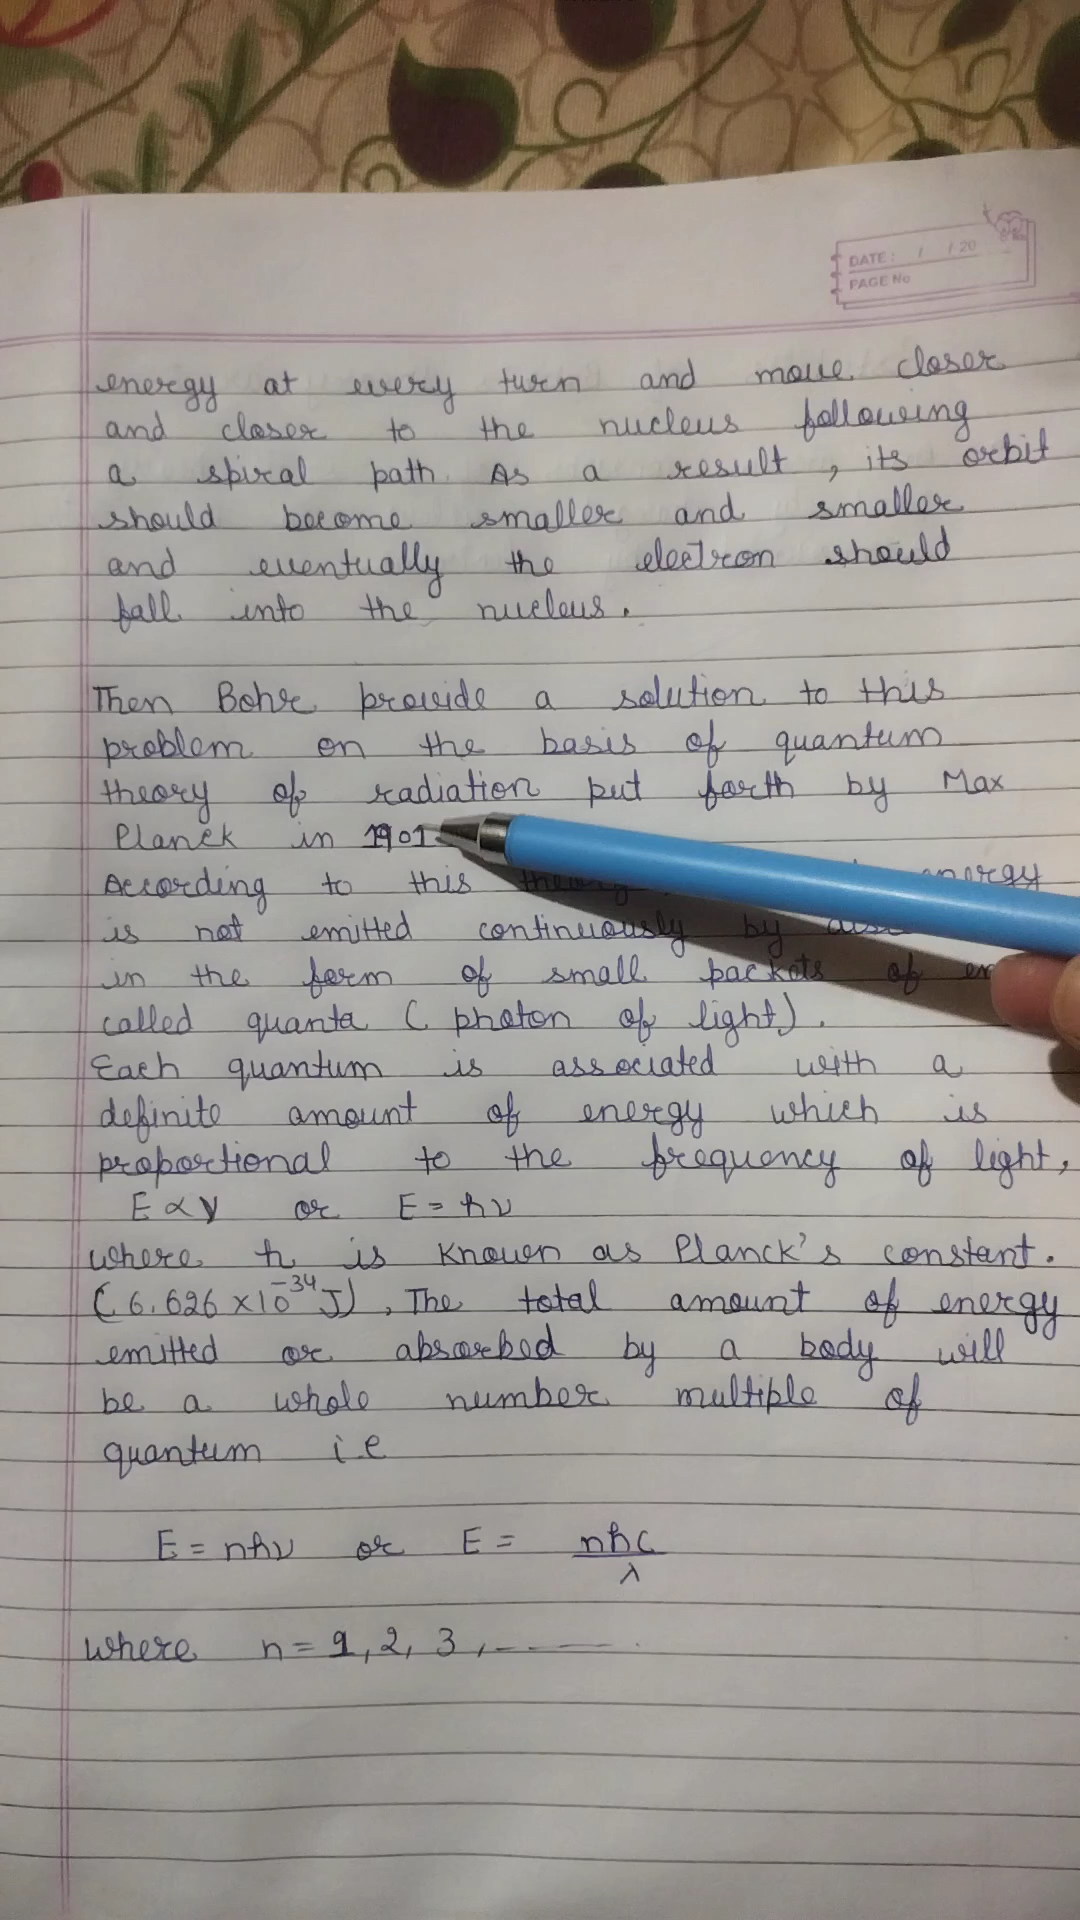 DATE: / / 20
PAGE No
energy at every turn and move closer
and closer to the nucleus following
a spiral path. As a result, its orbit
should become smaller and smaller
and eventually the electron should
fall into the nucleus.
Then Bohr provide a solution to this
problem on the basis of quantum
theory of radiation put forth by Max
Planck in 1901.
According to this theory energy
is not emitted continuously by
in the form of small packets of
called quanta (photon of light).
Each quantum is associated with a
definite amount of energy which is
proportional to the frequency of light,
E ∝ ν or E = hν
where h is known as Planck's constant.
(6.626 × 10⁻³⁴ J), The total amount of energy
emitted or absorbed by a body will
be a whole number multiple of
quantum i.e
E = nhν or E = nhc
λ
where n = 1, 2, 3, ------